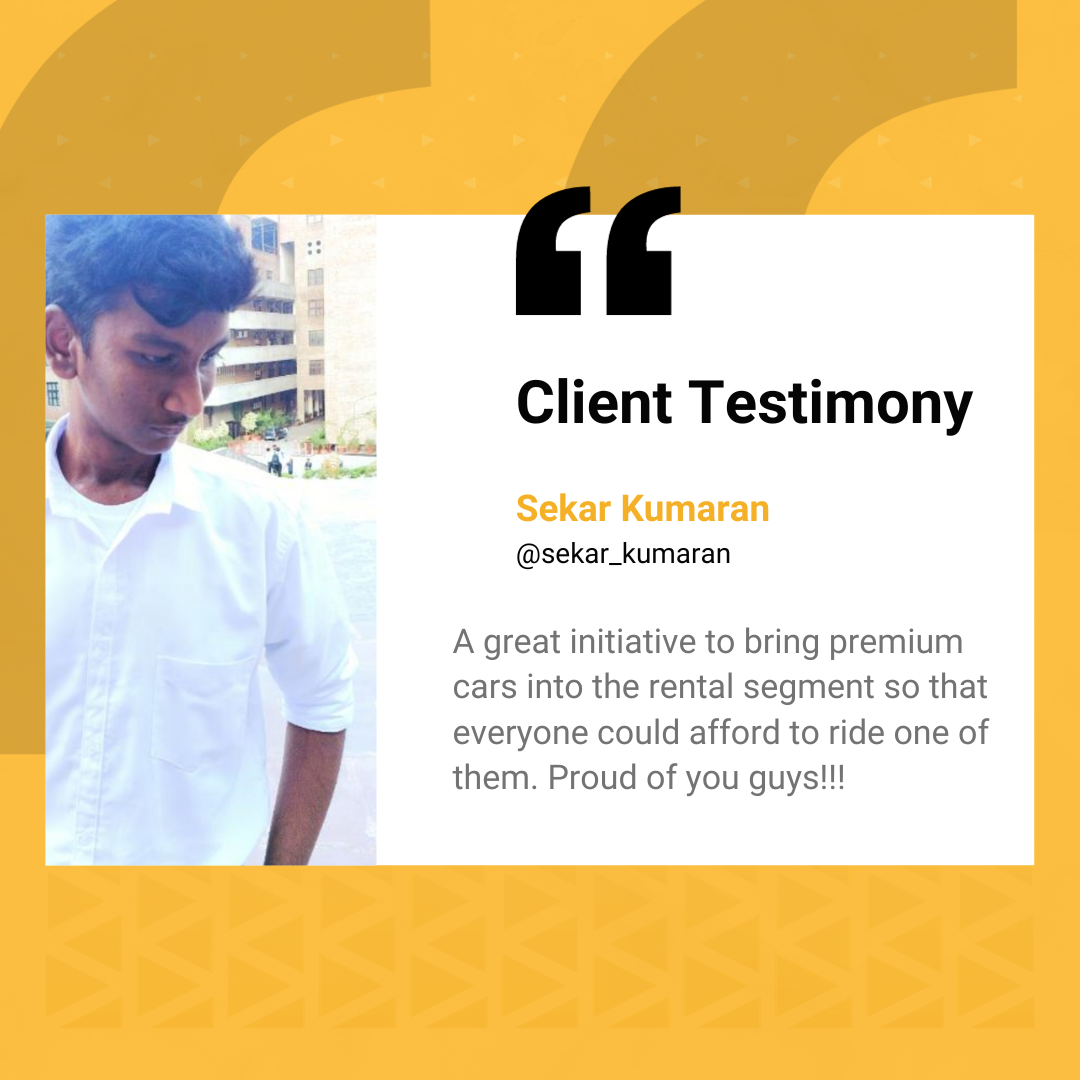 Client Testimony
Sekar Kumaran
@sekar_kumaran
A great initiative to bring premium
cars into the rental segment so that
everyone could afford to ride one of
them. Proud of you guys!!!